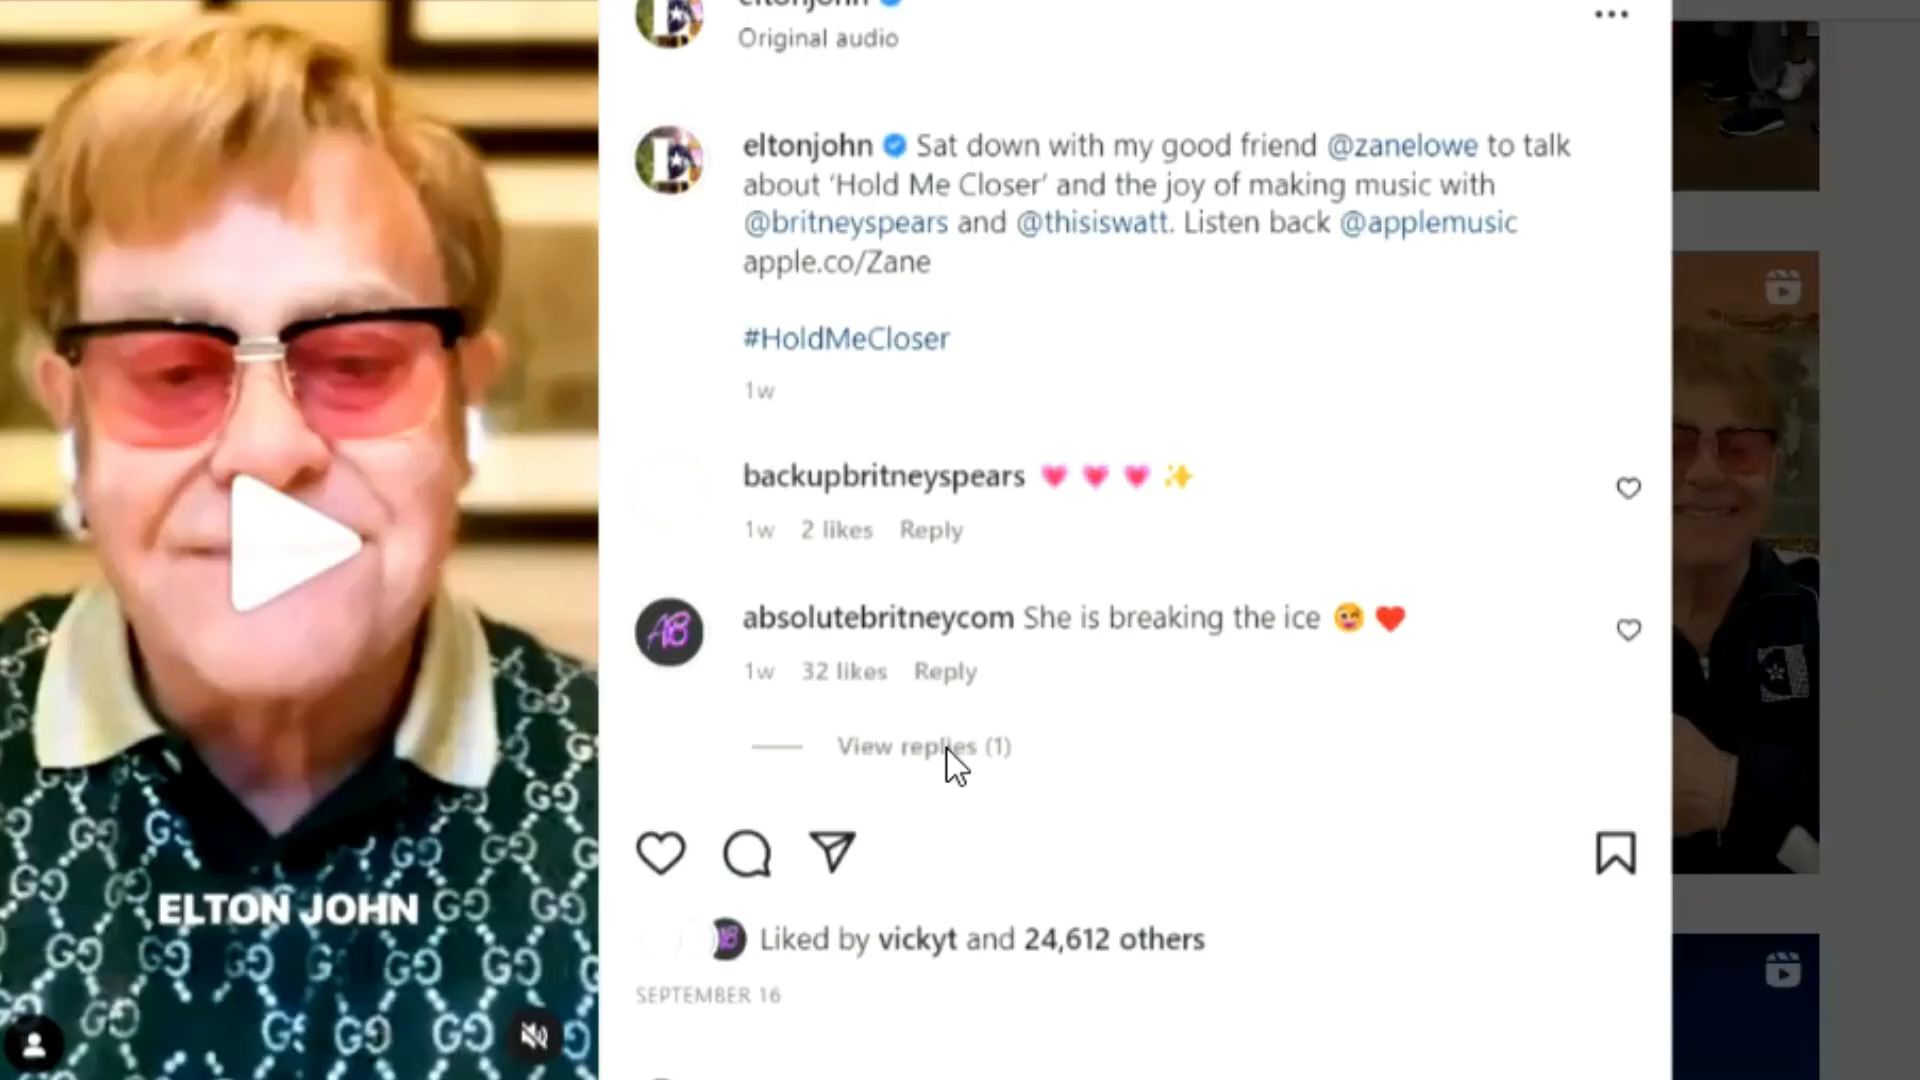 eltonjohn
Original audio
eltonjohn Sat down with my good friend @zanelowe to talk
about ‘Hold Me Closer’ and the joy of making music with
@britneyspears and @thisiswatt. Listen back @applemusic
apple.co/Zane
#HoldMeCloser
1w
backupbritneyspears 💗 💗 💗 ✨
1w 2 likes Reply
absolutebritneycom She is breaking the ice 😜 ❤️
1w 32 likes Reply
View replies (1)
Liked by vickyt and 24,612 others
SEPTEMBER 16
ELTON JOHN